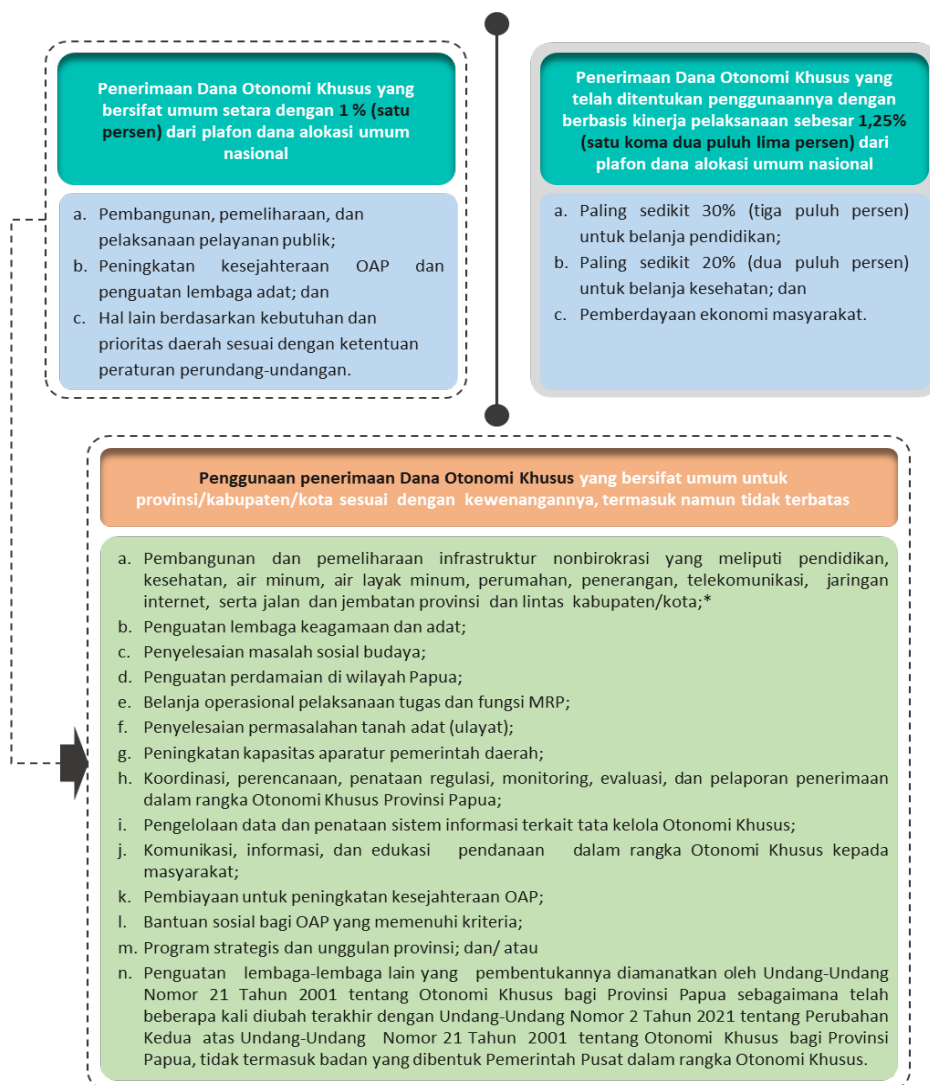 Penerimaan Dana Otonomi Khusus yang
bersifat umum setara dengan 1 % (satu
persen) dari plafon dana alokasi umum
nasional
a. Pembangunan, pemeliharaan, dan
pelaksanaan pelayanan publik;
b. Peningkatan kesejahteraan OAP dan
penguatan lembaga adat; dan
c. Hal lain berdasarkan kebutuhan dan
prioritas daerah sesuai dengan ketentuan
peraturan perundang-undangan.
Penerimaan Dana Otonomi Khusus yang
telah ditentukan penggunaannya dengan
berbasis kinerja pelaksanaan sebesar 1,25%
(satu koma dua puluh lima persen) dari
plafon dana alokasi umum nasional
a. Paling sedikit 30% (tiga puluh persen)
untuk belanja pendidikan;
b. Paling sedikit 20% (dua puluh persen)
untuk belanja kesehatan; dan
c. Pemberdayaan ekonomi masyarakat.
Penggunaan penerimaan Dana Otonomi Khusus yang bersifat umum untuk
provinsi/kabupaten/kota sesuai dengan kewenangannya, termasuk namun tidak terbatas
a. Pembangunan dan pemeliharaan infrastruktur nonbirokrasi yang meliputi pendidikan,
kesehatan, air minum, air layak minum, perumahan, penerangan, telekomunikasi, jaringan
internet, serta jalan dan jembatan provinsi dan lintas kabupaten/kota;*
b. Penguatan lembaga keagamaan dan adat;
c. Penyelesaian masalah sosial budaya;
d. Penguatan perdamaian di wilayah Papua;
e. Belanja operasional pelaksanaan tugas dan fungsi MRP;
f. Penyelesaian permasalahan tanah adat (ulayat);
g. Peningkatan kapasitas aparatur pemerintah daerah;
h. Koordinasi, perencanaan, penataan regulasi, monitoring, evaluasi, dan pelaporan penerimaan
dalam rangka Otonomi Khusus Provinsi Papua;
i. Pengelolaan data dan penataan sistem informasi terkait tata kelola Otonomi Khusus;
j. Komunikasi, informasi, dan edukasi pendanaan dalam rangka Otonomi Khusus kepada
masyarakat;
k. Pembiayaan untuk peningkatan kesejahteraan OAP;
l. Bantuan sosial bagi OAP yang memenuhi kriteria;
m. Program strategis dan unggulan provinsi; dan/ atau
n. Penguatan lembaga-lembaga lain yang pembentukannya diamanatkan oleh Undang-Undang
Nomor 21 Tahun 2001 tentang Otonomi Khusus bagi Provinsi Papua sebagaimana telah
beberapa kali diubah terakhir dengan Undang-Undang Nomor 2 Tahun 2021 tentang Perubahan
Kedua atas Undang-Undang Nomor 21 Tahun 2001 tentang Otonomi Khusus bagi Provinsi
Papua, tidak termasuk badan yang dibentuk Pemerintah Pusat dalam rangka Otonomi Khusus.